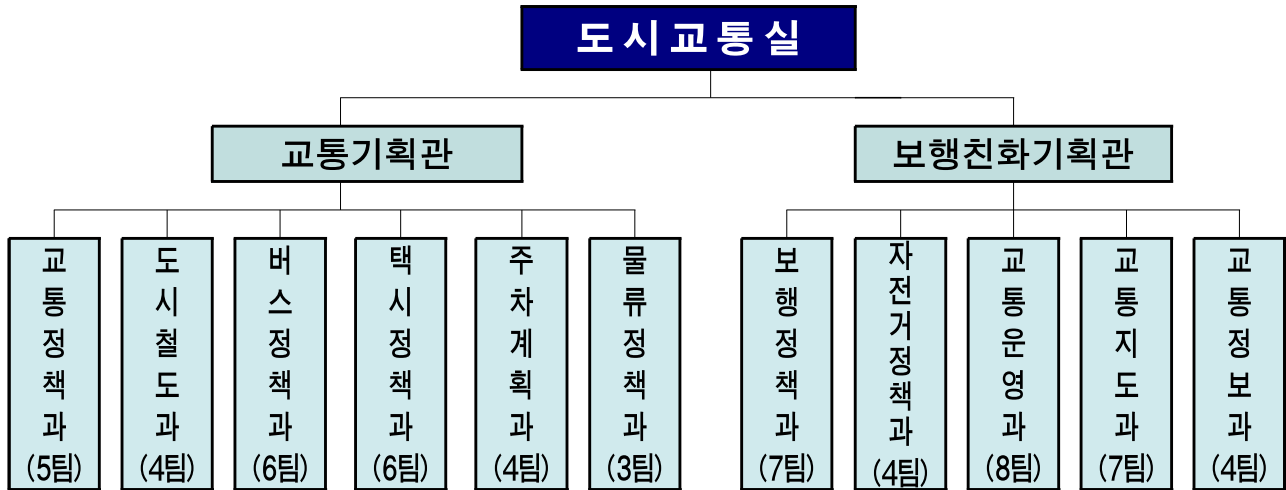 도시교통실
교통기획관
보행친화기획관
교통정책과
(5팀)
도시철도과
(4팀)
버스정책과
(6팀)
택시정책과
(6팀)
주차계획과
(4팀)
물류정책과
(3팀)
보행정책과
(7팀)
자전거정책과
(4팀)
교통운영과
(8팀)
교통지도과
(7팀)
교통정보과
(4팀)